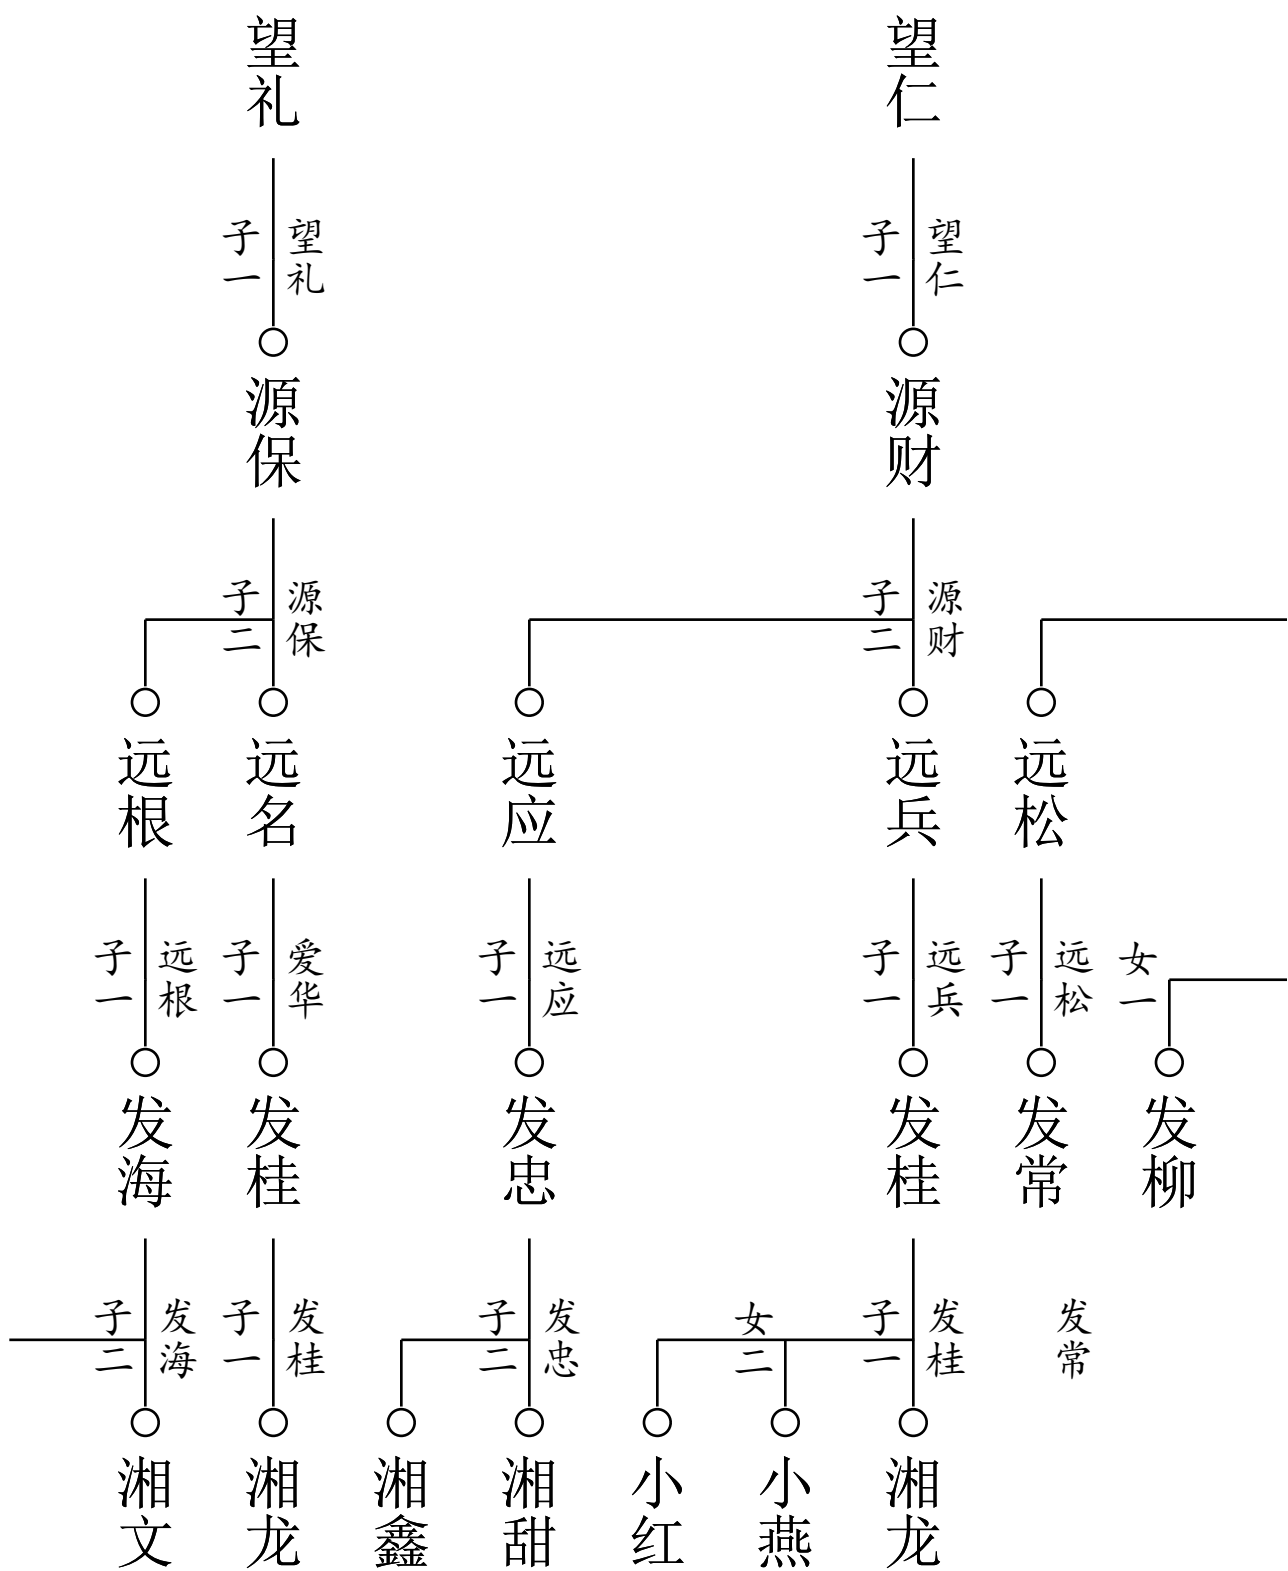 望礼
望仁
子一
望礼
子一
望仁
源保
源财
子二
源保
子二
源财
远根
远名
远应
远兵
远松
子一
远根
子一
爱华
子一
远应
子一
远兵
子一
远松
女一
发海
发桂
发忠
发桂
发常
发柳
子二
发海
子一
发桂
子二
发忠
女二
子一
发桂
发常
湘文
湘龙
湘鑫
湘甜
小红
小燕
湘龙